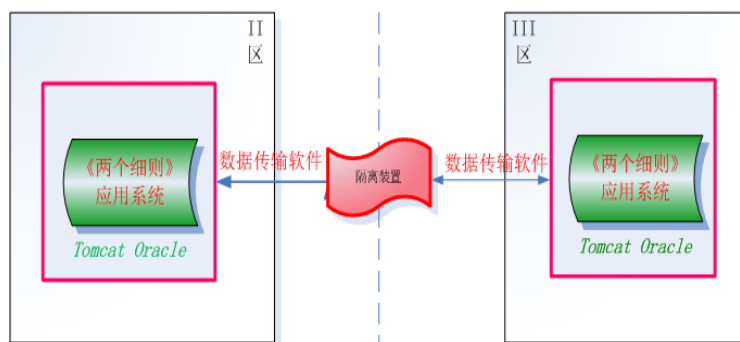 II
区
《两个细则》
应用系统
Tomcat Oracle
数据传输软件
隔离装置
数据传输软件
III
区
《两个细则》
应用系统
Tomcat Oracle